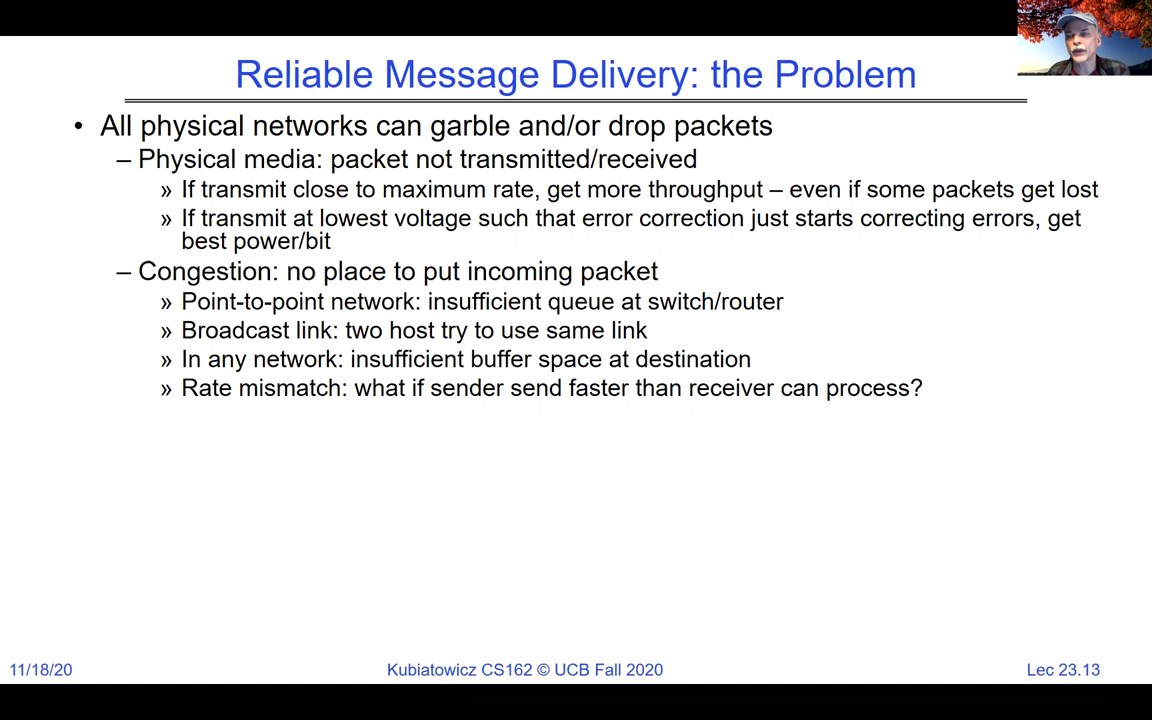 Reliable Message Delivery: the Problem
• All physical networks can garble and/or drop packets
– Physical media: packet not transmitted/received
» If transmit close to maximum rate, get more throughput – even if some packets get lost
» If transmit at lowest voltage such that error correction just starts correcting errors, get
best power/bit
– Congestion: no place to put incoming packet
» Point-to-point network: insufficient queue at switch/router
» Broadcast link: two host try to use same link
» In any network: insufficient buffer space at destination
» Rate mismatch: what if sender send faster than receiver can process?
11/18/20 Kubiatowicz CS162 © UCB Fall 2020 Lec 23.13